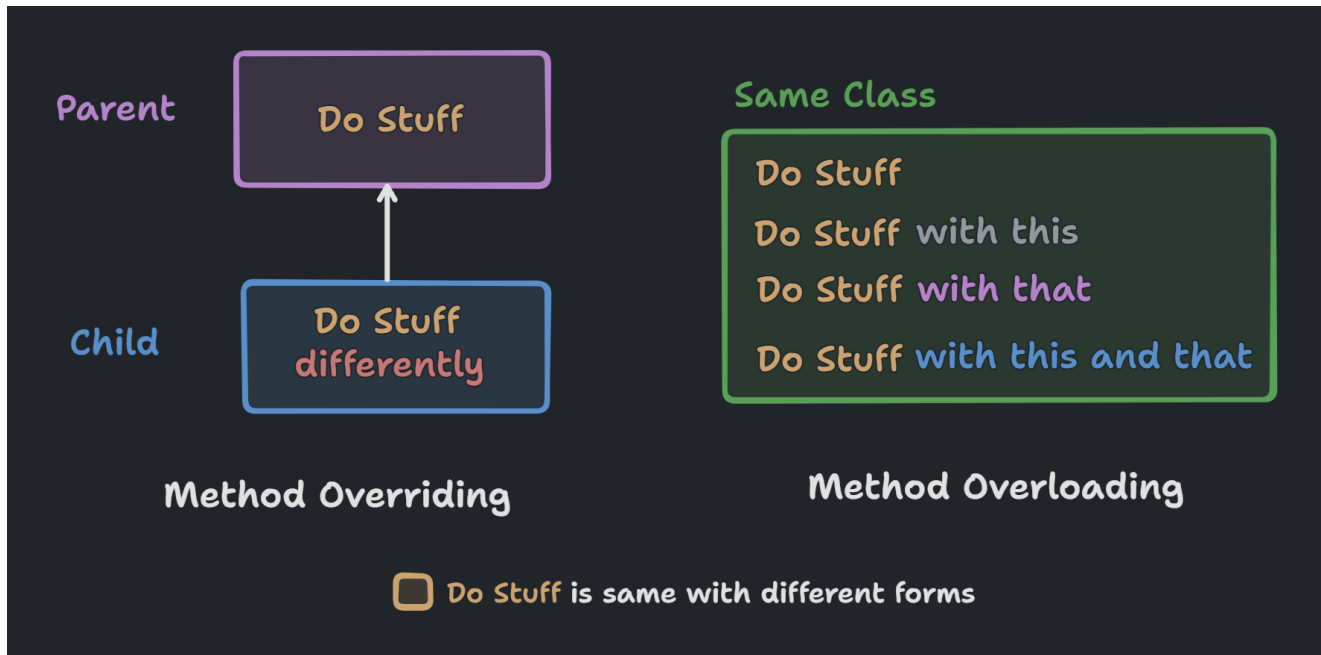 Parent
Do Stuff
Child
Do Stuff
differently
Method Overriding
Same Class
Do Stuff
Do Stuff with this
Do Stuff with that
Do Stuff with this and that
Method Overloading
Do Stuff is same with different forms